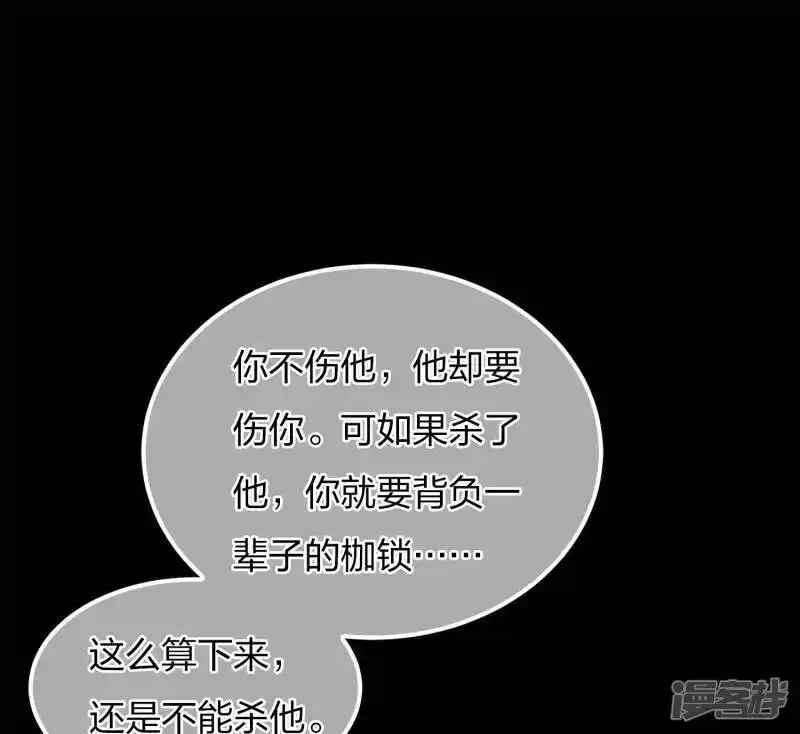 你不伤他，他却要
伤你。可如果杀了
他，你就要背负一
辈子的枷锁……
这么算下来，
还是不能杀他。
漫客栈